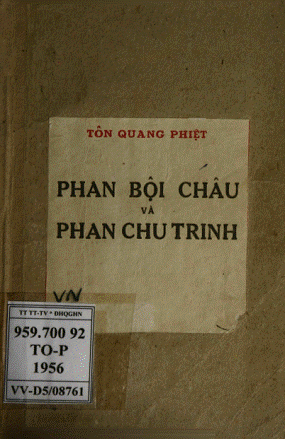 TÔN QUANG PHIỆT
PHAN BỘI CHÂU
VÀ
PHAN CHU TRINH
VN
TT TT-TV * ĐHQGHN
959.700 92
TO-P
1956
VV-D5/08761